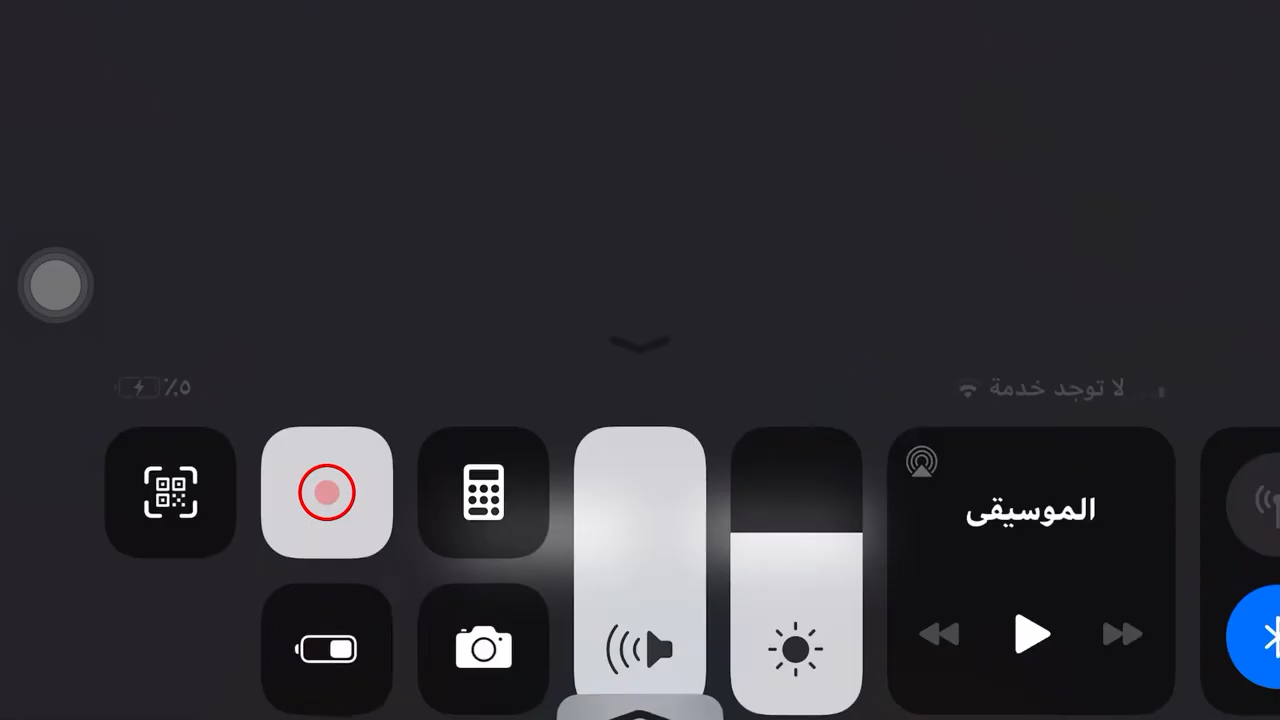 لا توجد خدمة
٪٥
الموسيقى